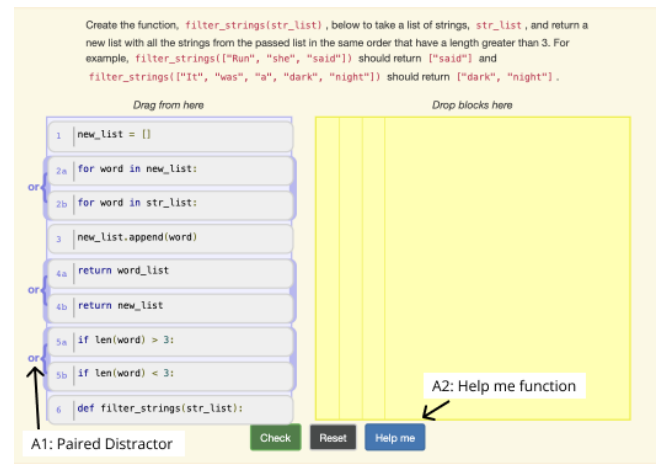 Create the function, filter_strings(str_list) , below to take a list of strings, str_list , and return a
new list with all the strings from the passed list in the same order that have a length greater than 3. For
example, filter_strings(["Run", "she", "said"]) should return ["said"] and
filter_strings(["It", "was", "a", "dark", "night"]) should return ["dark", "night"] .
Drag from here
Drop blocks here
1 new_list = []
or{
2a for word in new_list:
2b for word in str_list:
3 new_list.append(word)
or{
4a return word_list
4b return new_list
or{
5a if len(word) > 3:
5b if len(word) < 3:
6 def filter_strings(str_list):
A2: Help me function
A1: Paired Distractor
Check
Reset
Help me